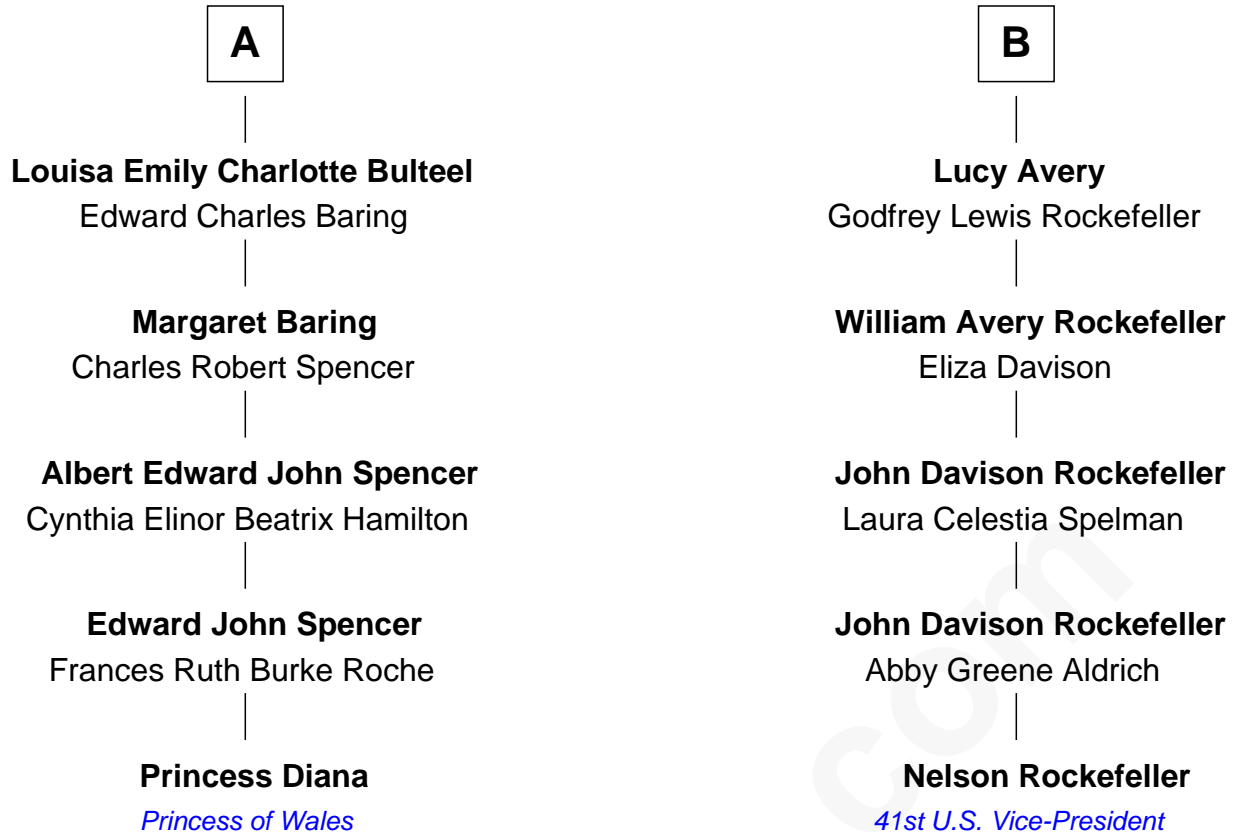 A
Louisa Emily Charlotte Bulteel
Edward Charles Baring
Margaret Baring
Charles Robert Spencer
Albert Edward John Spencer
Cynthia Elinor Beatrix Hamilton
Edward John Spencer
Frances Ruth Burke Roche
Princess Diana
Princess of Wales
B
Lucy Avery
Godfrey Lewis Rockefeller
William Avery Rockefeller
Eliza Davison
John Davison Rockefeller
Laura Celestia Spelman
John Davison Rockefeller
Abby Greene Aldrich
Nelson Rockefeller
41st U.S. Vice-President
com